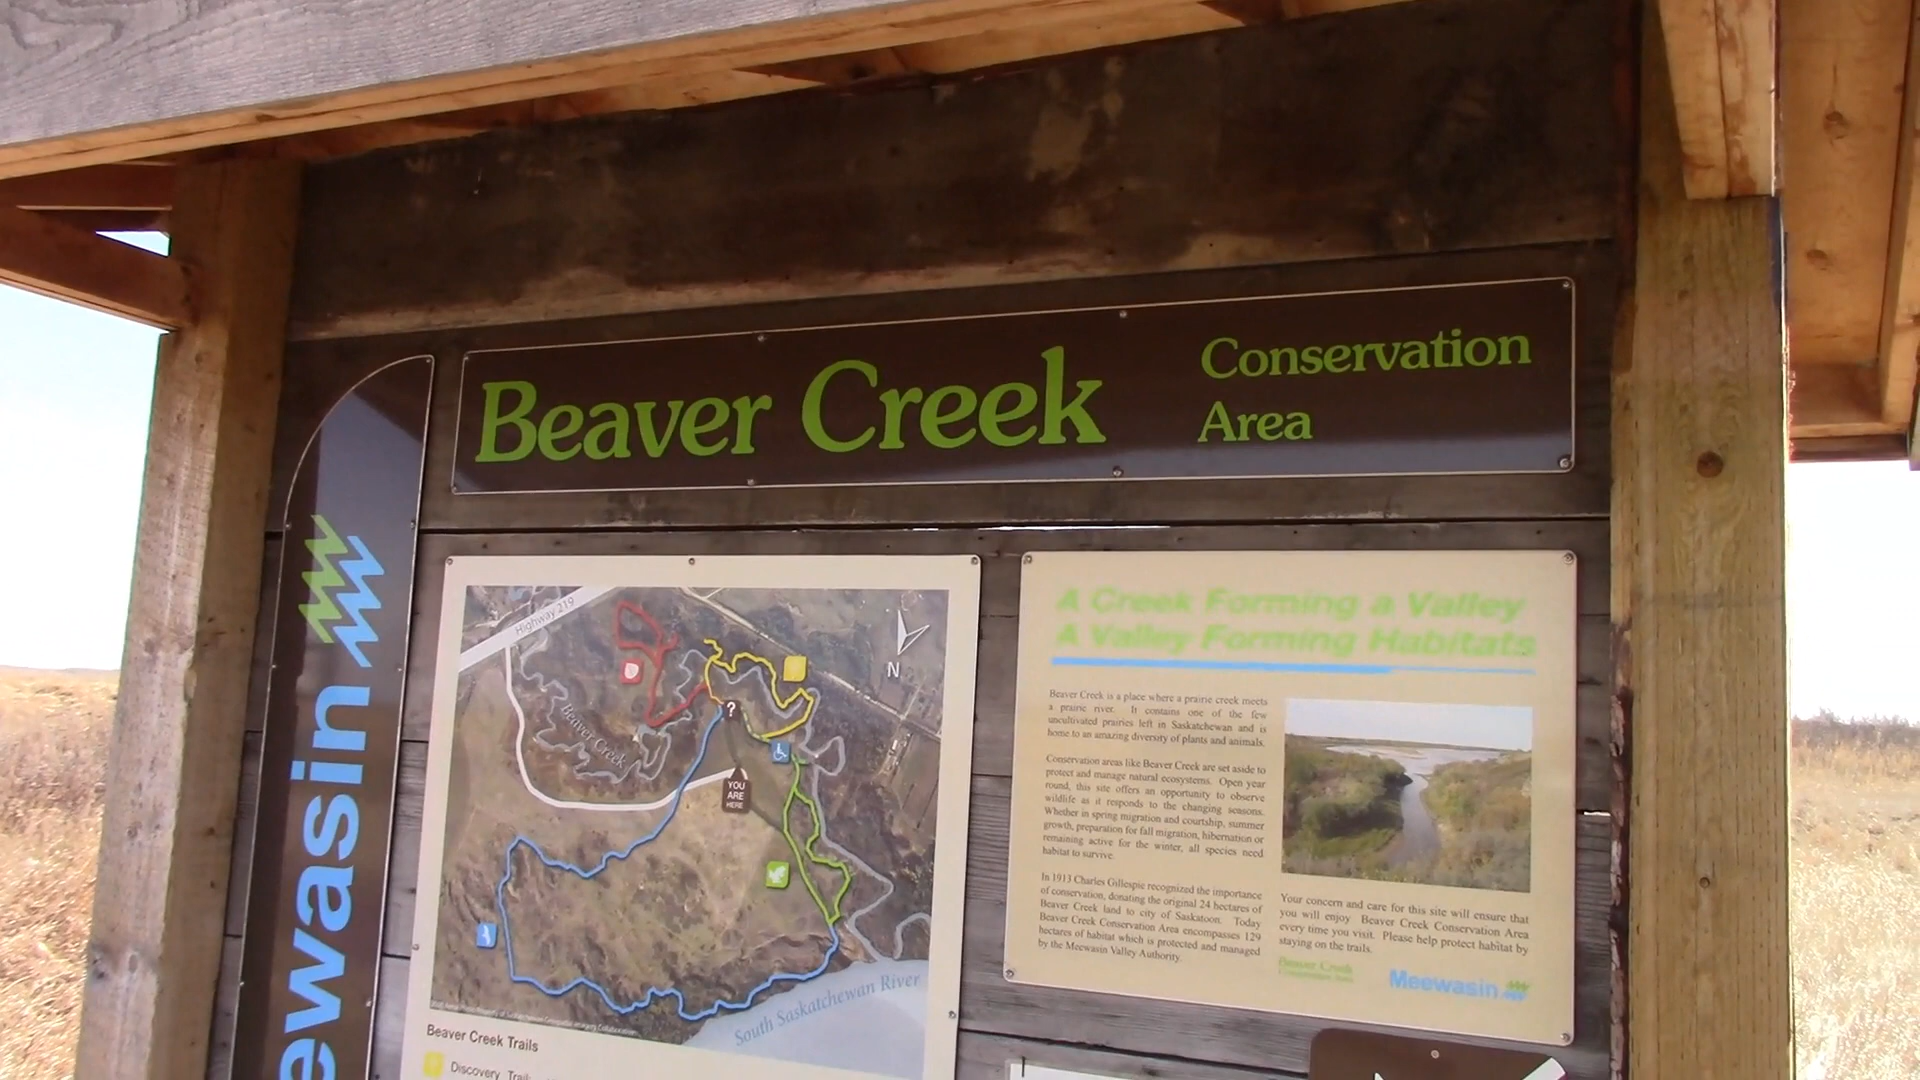 Beaver Creek
Conservation
Area
ewasin
Highway 219
N
Beaver Creek
?
YOU
ARE
HERE
South Saskatchewan River
Beaver Creek Trails
Discovery
A Creek Forming a Valley
A Valley Forming Habitats
Beaver Creek is a place where a prairie creek meets
a prairie river. It contains one of the few
uncultivated prairies left in Saskatchewan and is
home to an amazing diversity of plants and animals.
Conservation areas like Beaver Creek are set aside to
protect and manage natural ecosystems. Open year
round, this site offers an opportunity to observe
wildlife as it responds to the changing seasons.
Whether in spring migration and courtship, summer
growth, preparation for fall migration, hibernation or
remaining active for the winter, all species need
habitat to survive.
In 1913 Charles Gillespie recognized the importance
of conservation, donating the original 24 hectares of
Beaver Creek land to city of Saskatoon. Today
Beaver Creek Conservation Area encompasses 129
hectares of habitat which is protected and managed
by the Meewasin Valley Authority.
Your concern and care for this site will ensure that
you will enjoy Beaver Creek Conservation Area
every time you visit. Please help protect habitat by
staying on the trails.
Beaver Creek
Conservation Area
Meewasin